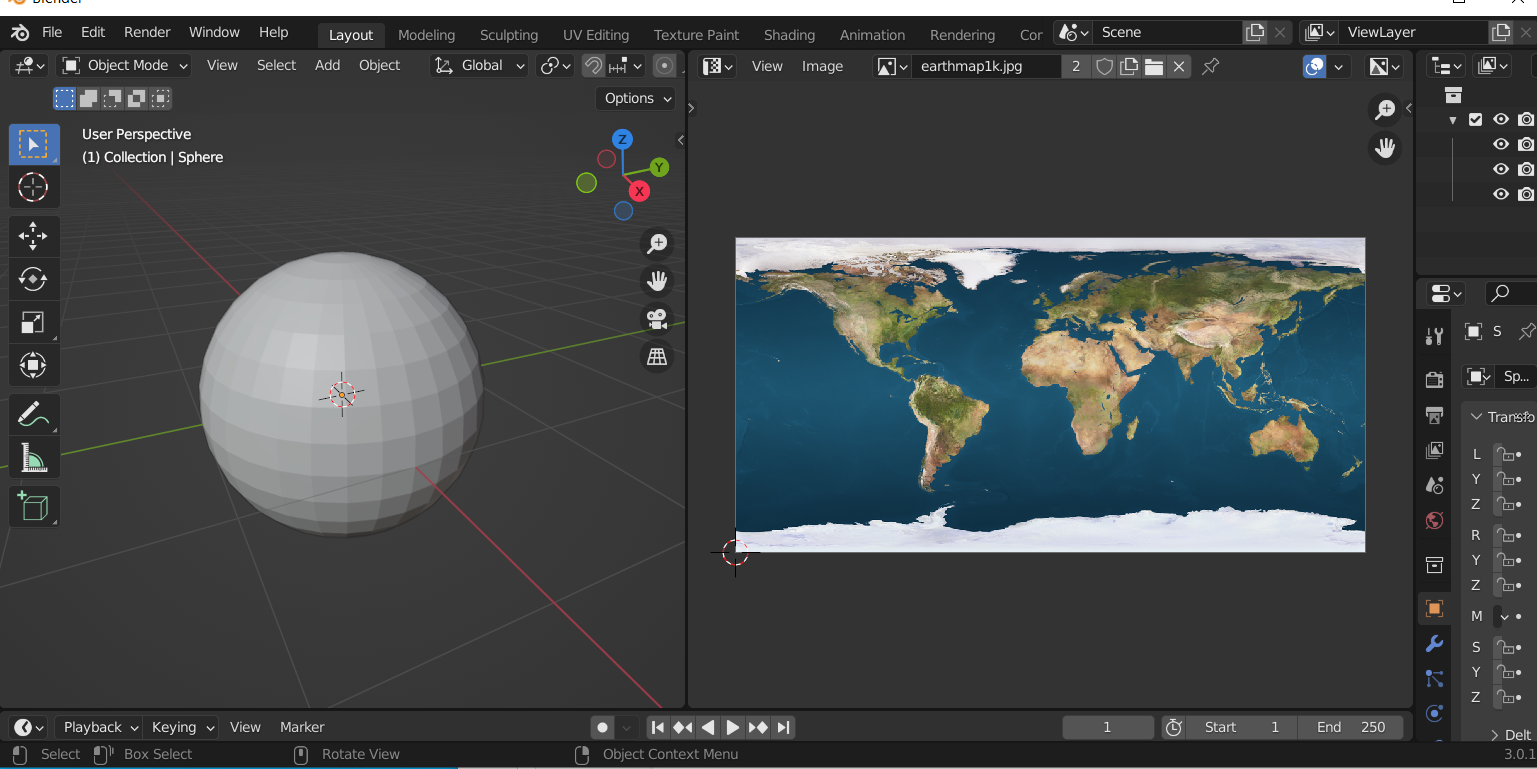 Blender
File Edit Render Window Help Layout Modeling Sculpting UV Editing Texture Paint Shading Animation Rendering Cor Scene ViewLayer
Object Mode View Select Add Object Global View Image earthmap1k.jpg 2
Options
User Perspective
(1) Collection | Sphere
Z
Y
X
S
Sp...
Transfo
L
Y
Z
R
Y
Z
M
S
Y
Z
Delt
Playback Keying View Marker 1 Start 1 End 250
Select Box Select Rotate View Object Context Menu 3.0.1